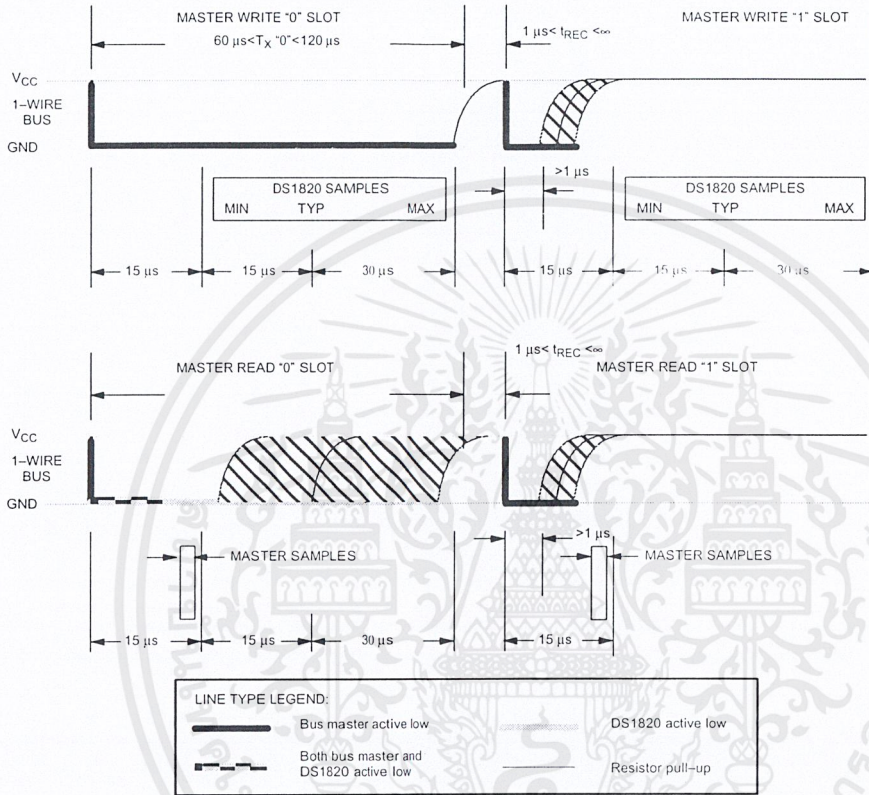 MASTER WRITE "0" SLOT
MASTER WRITE "1" SLOT
60 µs<TX "0"<120 µs
1 µs< tREC <∞
VCC
1–WIRE
BUS
GND
>1 µs
DS1820 SAMPLES
MIN TYP MAX
DS1820 SAMPLES
MIN TYP MAX
15 µs
15 µs
30 µs
15 µs
15 µs
30 µs
1 µs< tREC <∞
MASTER READ "0" SLOT
MASTER READ "1" SLOT
VCC
1–WIRE
BUS
GND
>1 µs
MASTER SAMPLES
MASTER SAMPLES
15 µs
15 µs
30 µs
15 µs
LINE TYPE LEGEND:
Bus master active low
DS1820 active low
Both bus master and
DS1820 active low
Resistor pull–up